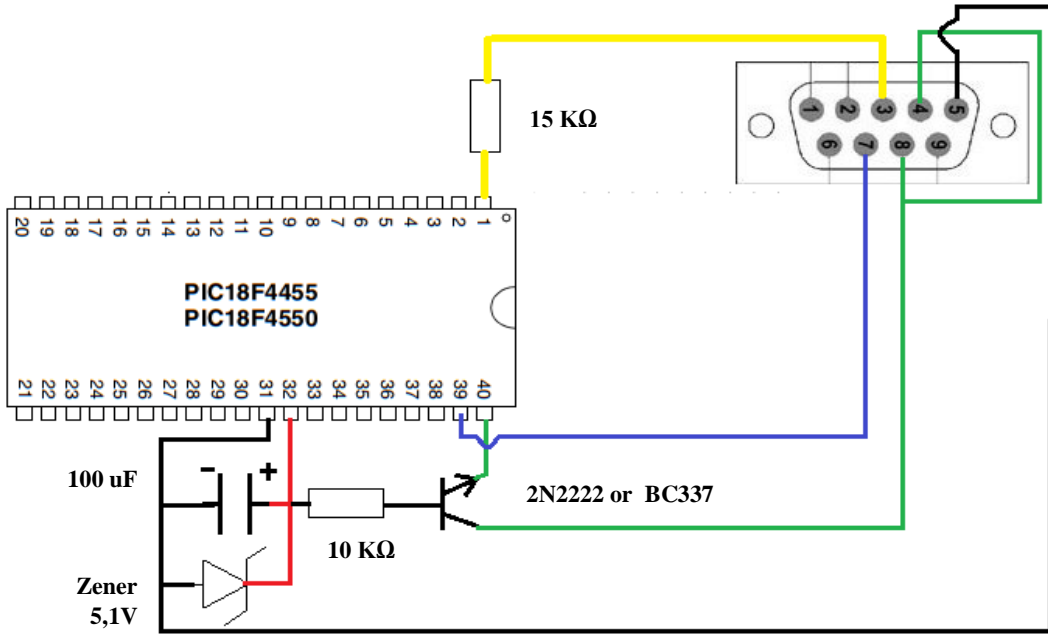 1 2 3 4 5
6 7 8 9
15 KΩ
20 19 18 17 16 15 14 13 12 11 10 9 8 7 6 5 4 3 2 1
PIC18F4455
PIC18F4550
21 22 23 24 25 26 27 28 29 30 31 32 33 34 35 36 37 38 39 40
100 uF - +
2N2222 or BC337
10 KΩ
Zener
5,1V